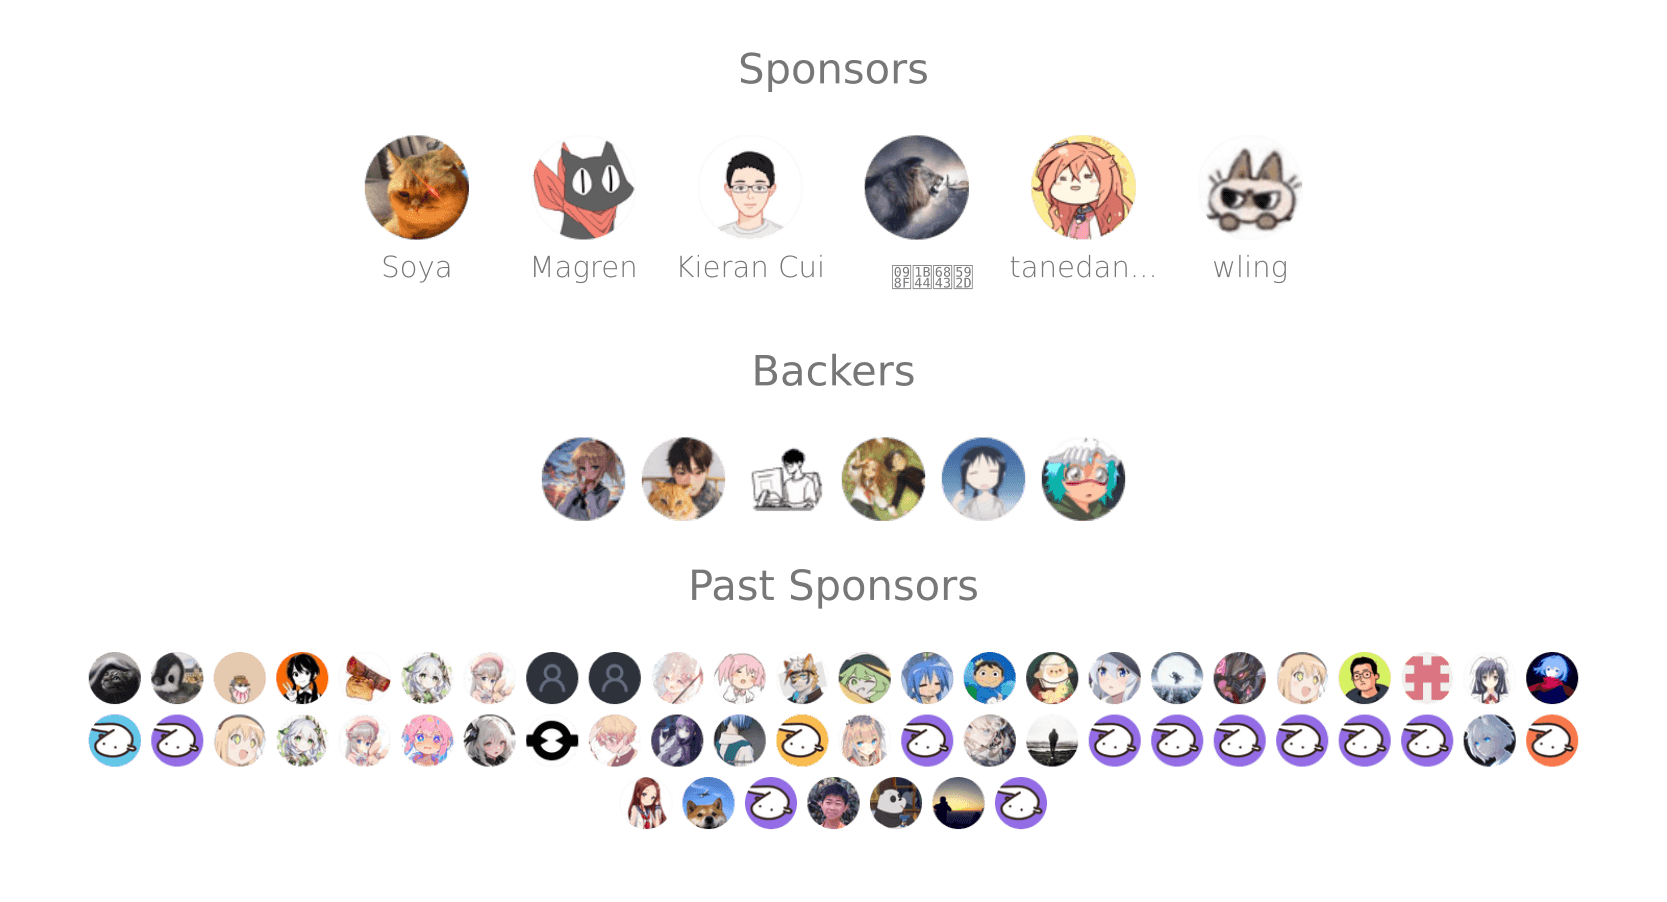 Sponsors
Soya
Magren
Kieran Cui
tanedan...
wling
Backers
Past Sponsors